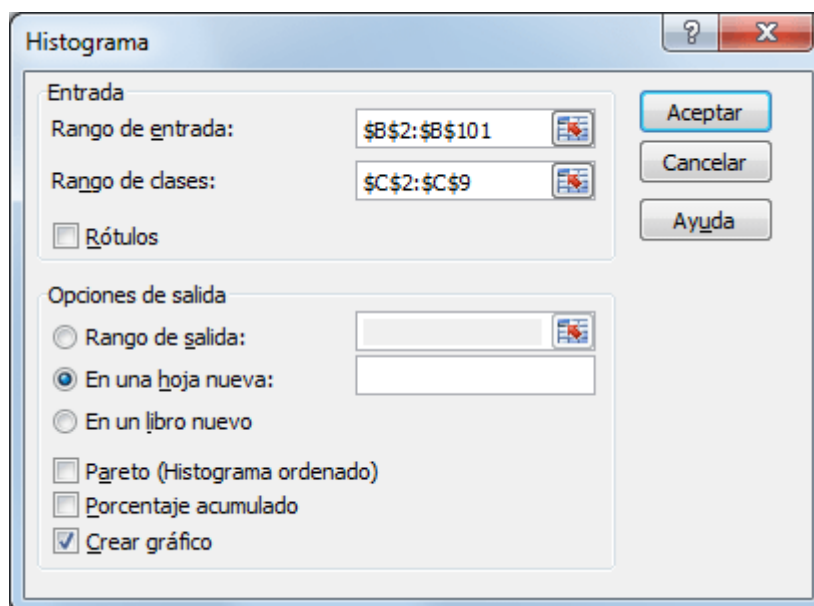 Histograma
Entrada
Rango de entrada: $B$2:$B$101
Rango de clases: $C$2:$C$9
Rótulos
Aceptar
Cancelar
Ayuda
Opciones de salida
Rango de salida:
En una hoja nueva:
En un libro nuevo
Pareto (Histograma ordenado)
Porcentaje acumulado
Crear gráfico